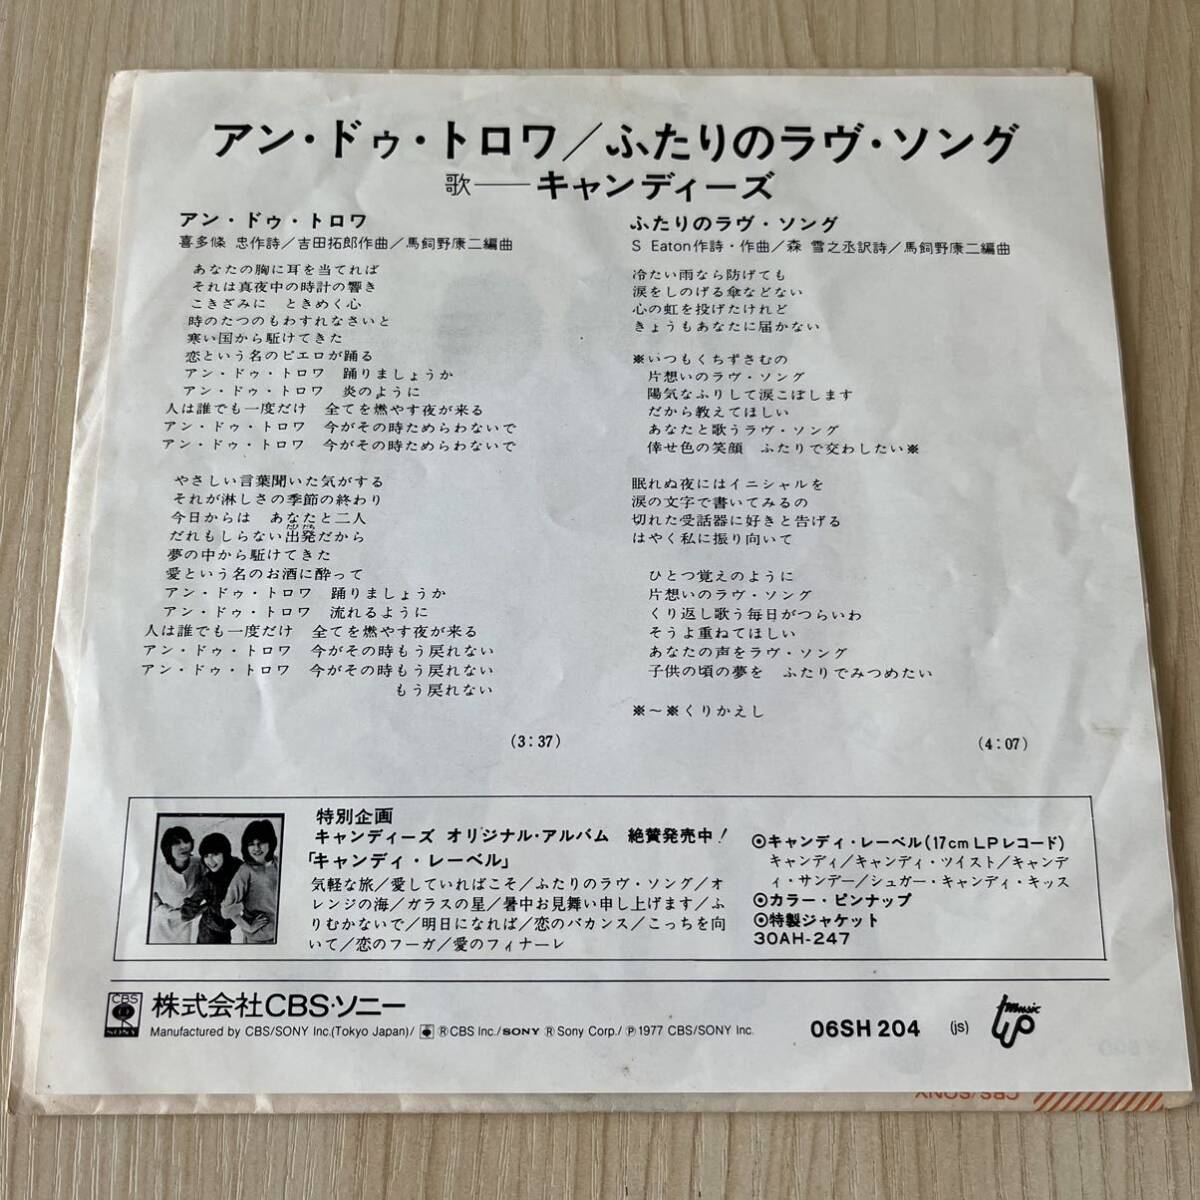 アン・ドゥ・トロワ／ふたりのラヴ・ソング
歌──キャンディーズ
アン・ドゥ・トロワ
喜多條 忠作詩／吉田拓郎作曲／馬飼野康二編曲
あなたの胸に耳を当てれば
それは真夜中の時計の響き
こきざみに ときめく心
時のたつのもわすれなさいと
寒い国から駈けてきた
恋という名のピエロが踊る
アン・ドゥ・トロワ 踊りましょうか
アン・ドゥ・トロワ 炎のように
人は誰でも一度だけ 全てを燃やす夜が来る
アン・ドゥ・トロワ 今がその時ためらわないで
アン・ドゥ・トロワ 今がその時ためらわないで
やさしい言葉聞いた気がする
それが淋しさの季節の終わり
今日からは あなたと二人
だれもしらない出発だから
夢の中から駈けてきた
愛という名のお酒に酔って
アン・ドゥ・トロワ 踊りましょうか
アン・ドゥ・トロワ 流れるように
人は誰でも一度だけ 全てを燃やす夜が来る
アン・ドゥ・トロワ 今がその時もう戻れない
アン・ドゥ・トロワ 今がその時もう戻れない
もう戻れない
(3:37)
ふたりのラヴ・ソング
S Eaton作詩・作曲／森 雪之丞訳詩／馬飼野康二編曲
冷たい雨なら防げても
涙をしのげる傘などない
心の虹を投げたけれど
きょうもあなたに届かない
※いつもくちずさむの
片想いのラヴ・ソング
陽気なふりして涙こぼします
だから教えてほしい
あなたと歌うラヴ・ソング
倖せ色の笑顔 ふたりで交わしたい※
眠れぬ夜にはイニシャルを
涙の文字で書いてみるの
切れた受話器に好きと告げる
はやく私に振り向いて
ひとつ覚えのように
片想いのラヴ・ソング
くり返し歌う毎日がつらいわ
そうよ重ねてほしい
あなたの声をラヴ・ソング
子供の頃の夢を ふたりでみつめたい
※～※くりかえし
(4:07)
特別企画
キャンディーズ オリジナル・アルバム 絶賛発売中！
「キャンディ・レーベル」
気軽な旅／愛していればこそ／ふたりのラヴ・ソング／オ
レンジの海／ガラスの星／暑中お見舞い申し上げます／ふ
りむかないで／明日になれば／恋のバカンス／こっちを向
いて／恋のフーガ／愛のフィナーレ
◎キャンディ・レーベル(17cm LPレコード)
キャンディ／キャンディ・ツイスト／キャンデ
ィ・サンデー／シュガー・キャンディ・キッス
◎カラー・ピンナップ
◎特製ジャケット
30AH-247
CBS
SONY
株式会社CBS・ソニー
Manufactured by CBS/SONY Inc.(Tokyo Japan)/ ®CBS Inc./SONY ® Sony Corp./℗1977 CBS/SONY Inc.
06SH 204
(js)
music
UP
CBS/SONY